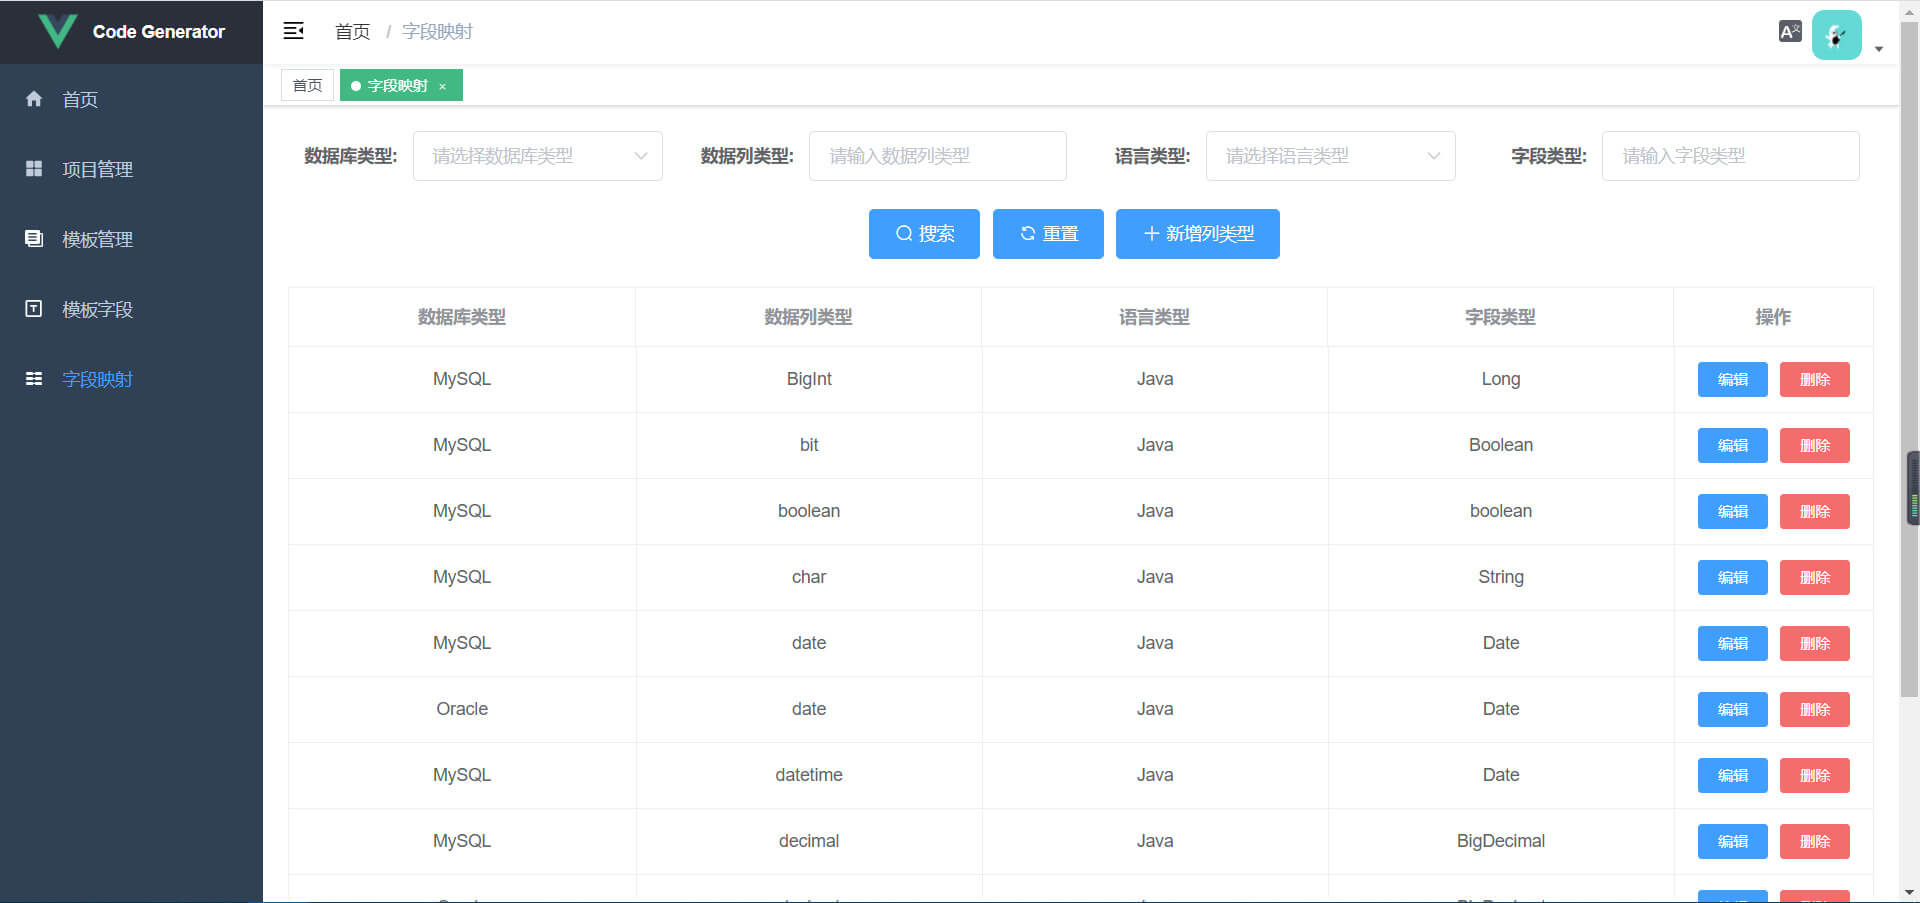 Code Generator
首页
项目管理
模板管理
模板字段
字段映射
首页 / 字段映射
首页 字段映射 ×
数据库类型: 请选择数据库类型 数据列类型: 请输入数据列类型 语言类型: 请选择语言类型 字段类型: 请输入字段类型
搜索 重置 新增列类型
数据库类型 数据列类型 语言类型 字段类型 操作
MySQL BigInt Java Long 编辑 删除
MySQL bit Java Boolean 编辑 删除
MySQL boolean Java boolean 编辑 删除
MySQL char Java String 编辑 删除
MySQL date Java Date 编辑 删除
Oracle date Java Date 编辑 删除
MySQL datetime Java Date 编辑 删除
MySQL decimal Java BigDecimal 编辑 删除